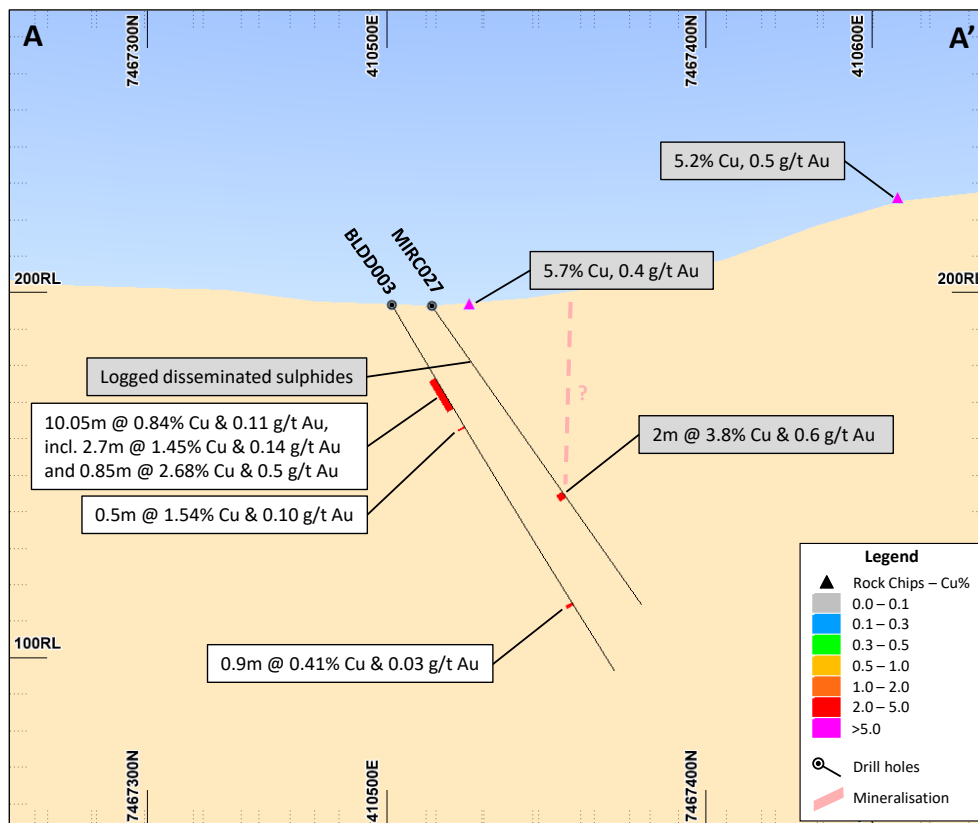 A
A'
7467300N
410500E
7467400N
410600E
5.2% Cu, 0.5 g/t Au
BLDD003
MIRC027
5.7% Cu, 0.4 g/t Au
200RL
200RL
Logged disseminated sulphides
10.05m @ 0.84% Cu & 0.11 g/t Au,
incl. 2.7m @ 1.45% Cu & 0.14 g/t Au
and 0.85m @ 2.68% Cu & 0.5 g/t Au
?
2m @ 3.8% Cu & 0.6 g/t Au
0.5m @ 1.54% Cu & 0.10 g/t Au
100RL
0.9m @ 0.41% Cu & 0.03 g/t Au
Legend
Rock Chips – Cu%
0.0 – 0.1
0.1 – 0.3
0.3 – 0.5
0.5 – 1.0
1.0 – 2.0
2.0 – 5.0
>5.0
Drill holes
Mineralisation
7467300N
410500E
7467400N